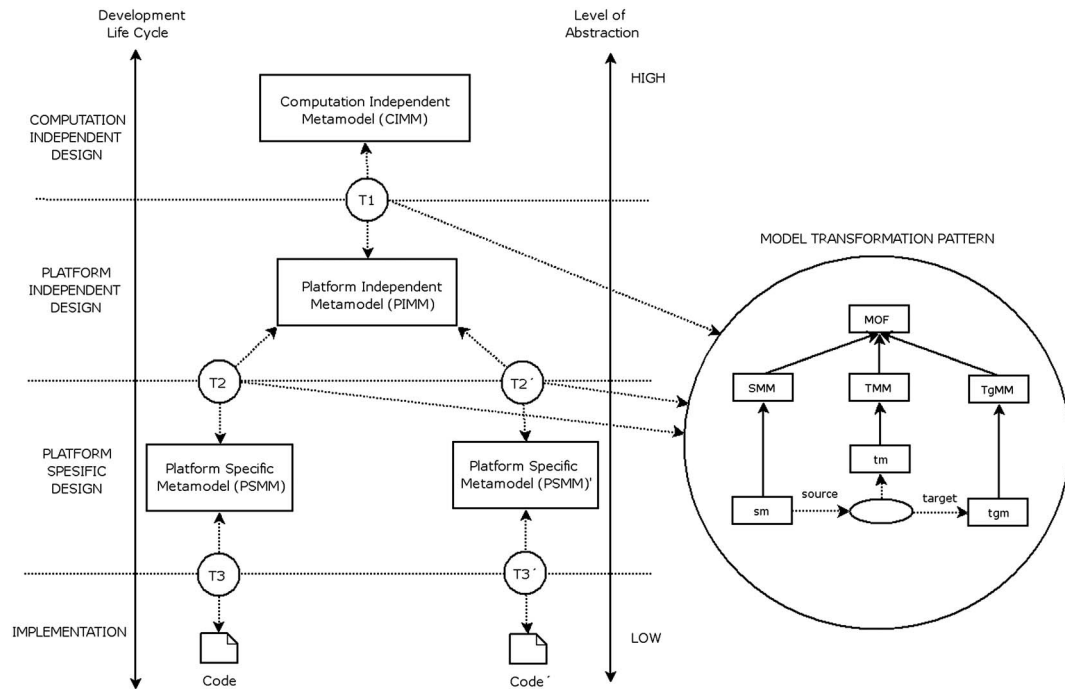 Development
Life Cycle
Level of
Abstraction
HIGH
COMPUTATION
INDEPENDENT
DESIGN
Computation Independent
Metamodel (CIMM)
T1
MODEL TRANSFORMATION PATTERN
PLATFORM
INDEPENDENT
DESIGN
Platform Independent
Metamodel (PIMM)
MOF
SMM
TMM
TgMM
T2
T2´
PLATFORM
SPESIFIC
DESIGN
Platform Specific
Metamodel (PSMM)
Platform Specific
Metamodel (PSMM)'
tm
source
target
sm
tgm
T3
T3´
IMPLEMENTATION
LOW
Code
Code´